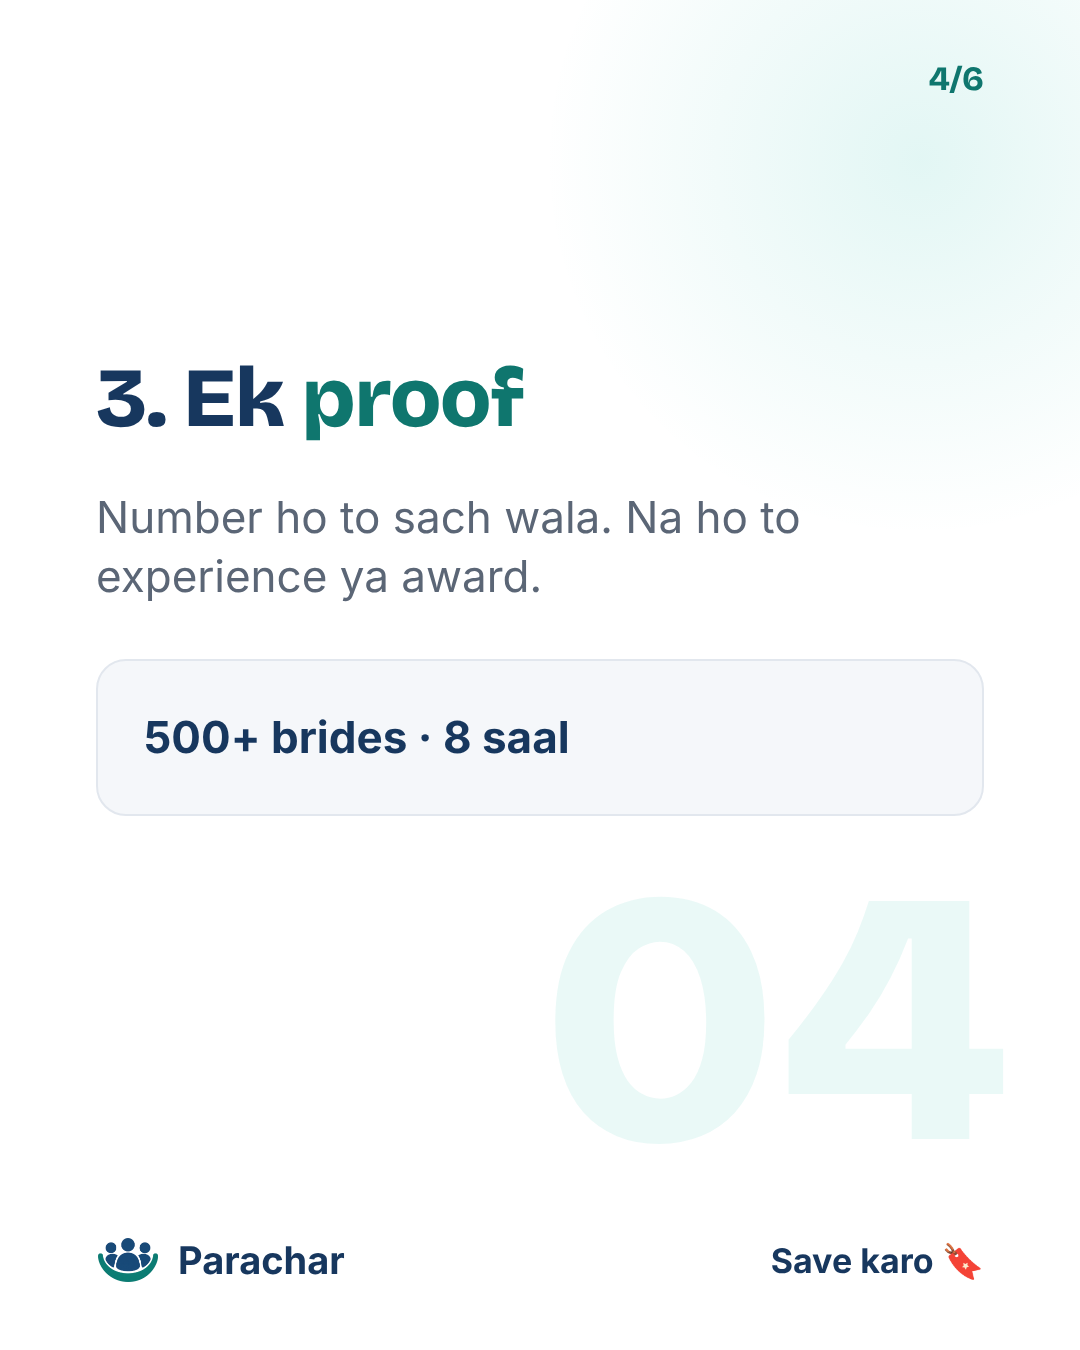 4/6
3. Ek proof
Number ho to sach wala. Na ho to
experience ya award.
500+ brides · 8 saal
04
Parachar
Save karo 🔖